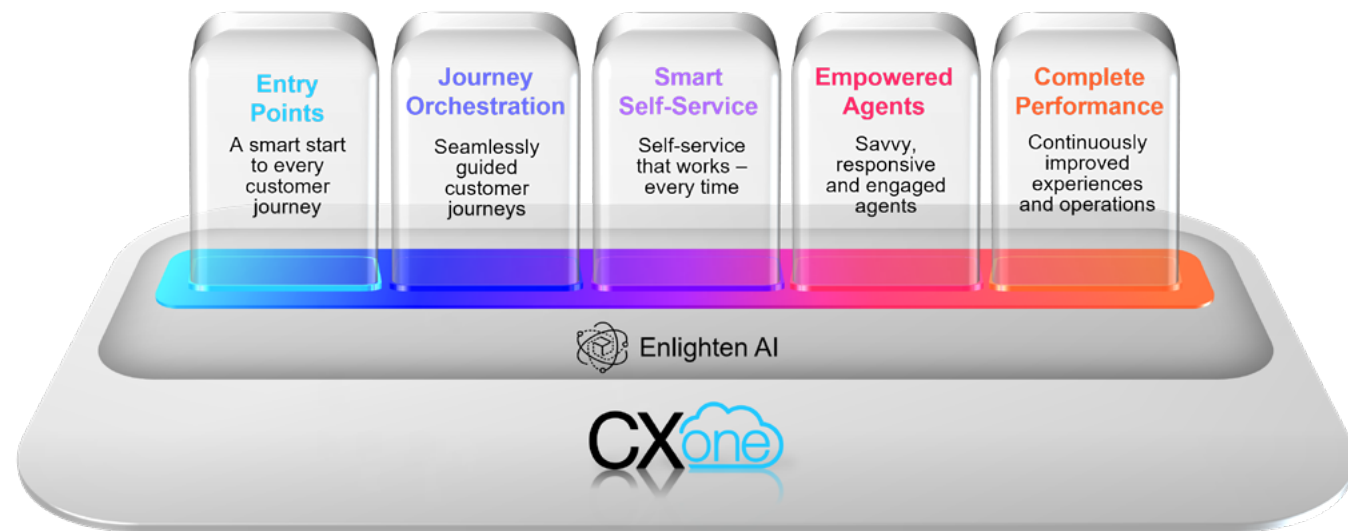 Entry
Points
A smart start
to every
customer
journey
Journey
Orchestration
Seamlessly
guided
customer
journeys
Smart
Self-Service
Self-service
that works –
every time
Empowered
Agents
Savvy,
responsive
and engaged
agents
Complete
Performance
Continuously
improved
experiences
and operations
Enlighten AI
CXone